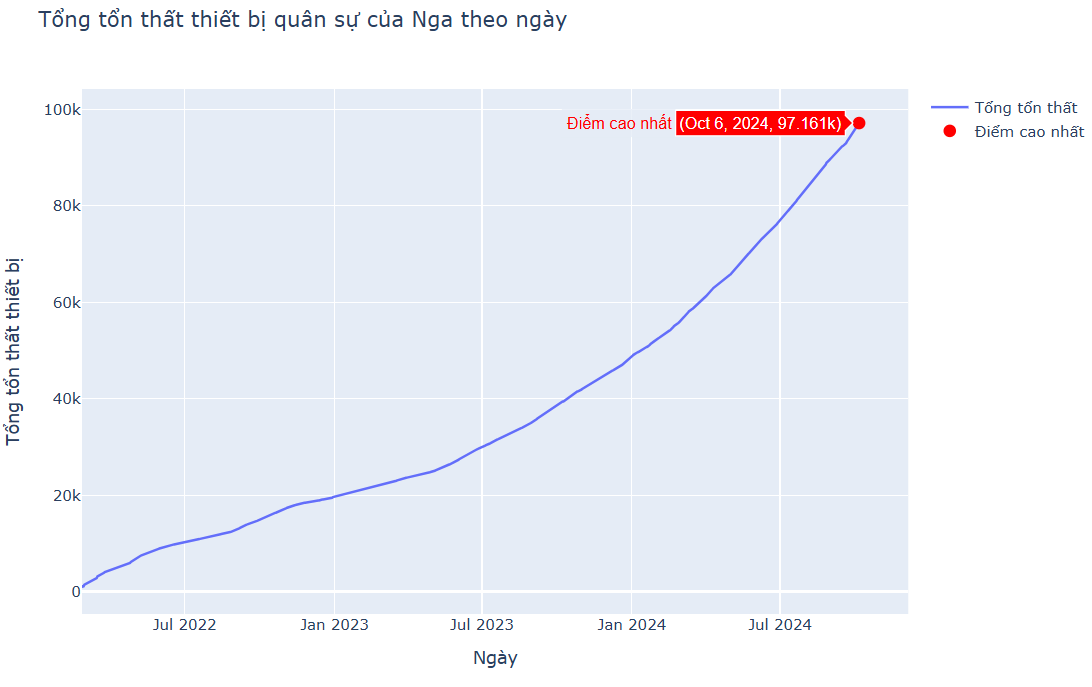 Tổng tổn thất thiết bị quân sự của Nga theo ngày
Tổng tổn thất thiết bị
100k
80k
60k
40k
20k
0
Điểm cao nhất (Oct 6, 2024, 97.161k)
Tổng tổn thất
Điểm cao nhất
Jul 2022
Jan 2023
Jul 2023
Jan 2024
Jul 2024
Ngày